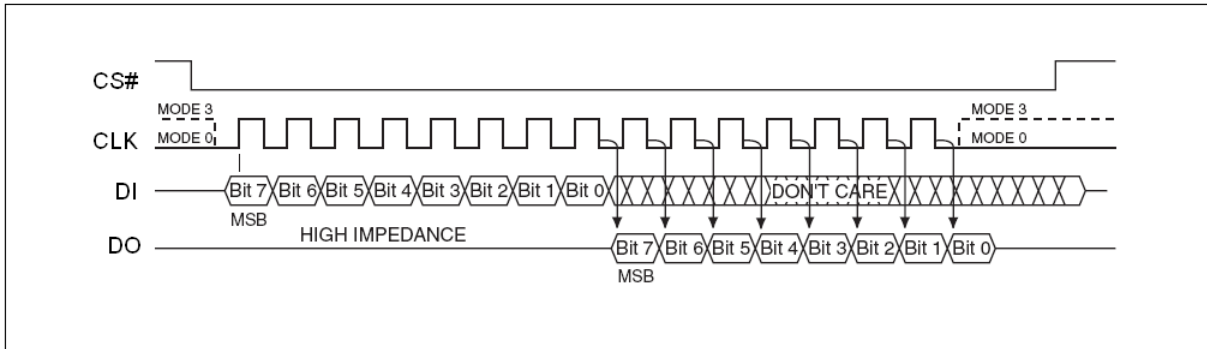 CS#
MODE 3 MODE 3
CLK MODE 0 MODE 0
DI Bit 7 Bit 6 Bit 5 Bit 4 Bit 3 Bit 2 Bit 1 Bit 0 DON'T CARE
MSB
HIGH IMPEDANCE
DO Bit 7 Bit 6 Bit 5 Bit 4 Bit 3 Bit 2 Bit 1 Bit 0
MSB